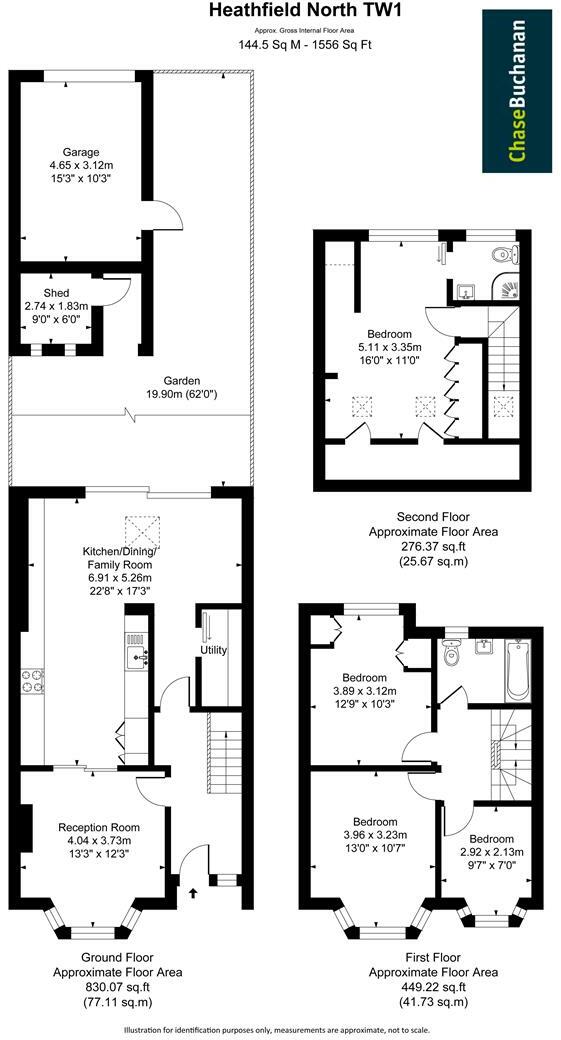 Heathfield North TW1
Approx. Gross Internal Floor Area
144.5 Sq M - 1556 Sq Ft
ChaseBuchanan
Garage
4.65 x 3.12m
15'3" x 10'3"
Shed
2.74 x 1.83m
9'0" x 6'0"
Garden
19.90m (62'0")
Bedroom
5.11 x 3.35m
16'0" x 11'0"
Second Floor
Approximate Floor Area
276.37 sq.ft
(25.67 sq.m)
Kitchen/Dining/
Family Room
6.91 x 5.26m
22'8" x 17'3"
Utility
Reception Room
4.04 x 3.73m
13'3" x 12'3"
Bedroom
3.89 x 3.12m
12'9" x 10'3"
Bedroom
3.96 x 3.23m
13'0" x 10'7"
Bedroom
2.92 x 2.13m
9'7" x 7'0"
Ground Floor
Approximate Floor Area
830.07 sq.ft
(77.11 sq.m)
First Floor
Approximate Floor Area
449.22 sq.ft
(41.73 sq.m)
Illustration for identification purposes only, measurements are approximate, not to scale.